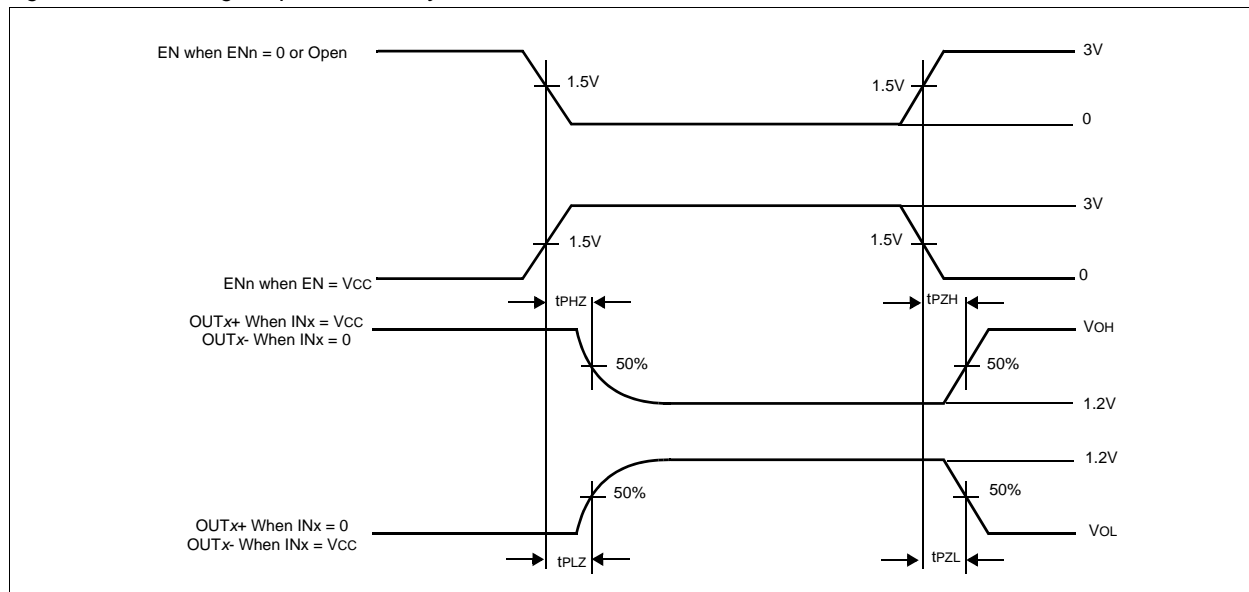 EN when ENn = 0 or Open
3V
1.5V
1.5V
0
3V
1.5V
1.5V
ENn when EN = VCC
0
tPHZ
tPZH
OUTx+ When INx = VCC
OUTx- When INx = 0
VOH
50%
50%
1.2V
1.2V
50%
50%
OUTx+ When INx = 0
OUTx- When INx = VCC
VOL
tPLZ
tPZL